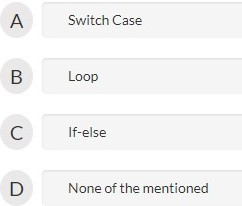 A Switch Case
B Loop
C If-else
D None of the mentioned